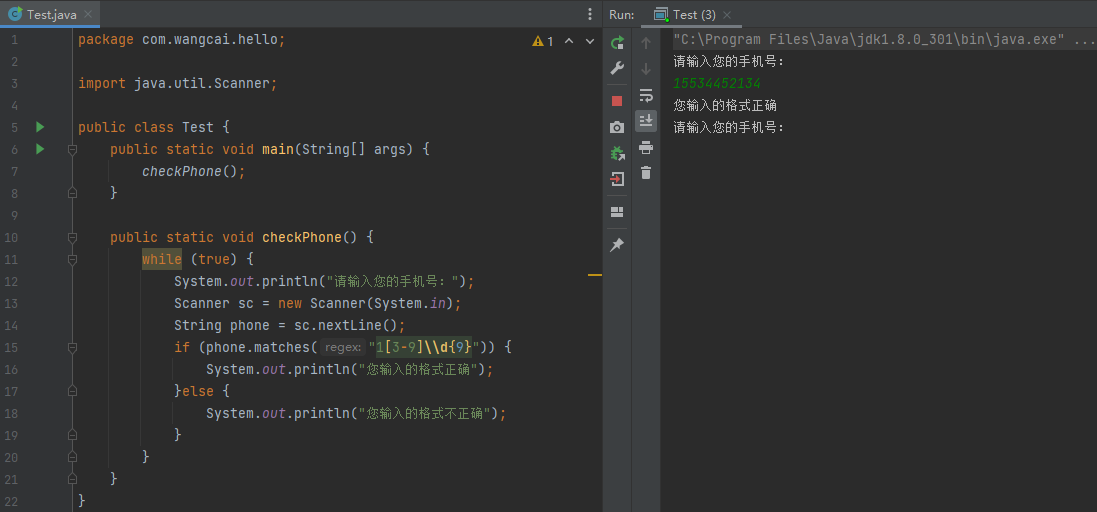 Test.java
Run: Test (3)
1 package com.wangcai.hello;
1
2
3 import java.util.Scanner;
4
5 public class Test {
6 public static void main(String[] args) {
7 checkPhone();
8 }
9
10 public static void checkPhone() {
11 while (true) {
12 System.out.println("请输入您的手机号：");
13 Scanner sc = new Scanner(System.in);
14 String phone = sc.nextLine();
15 if (phone.matches( regex: "1[3-9]\\d{9}")) {
16 System.out.println("您输入的格式正确");
17 }else {
18 System.out.println("您输入的格式不正确");
19 }
20 }
21 }
22 }
"C:\Program Files\Java\jdk1.8.0_301\bin\java.exe" ...
请输入您的手机号：
15534452134
您输入的格式正确
请输入您的手机号：